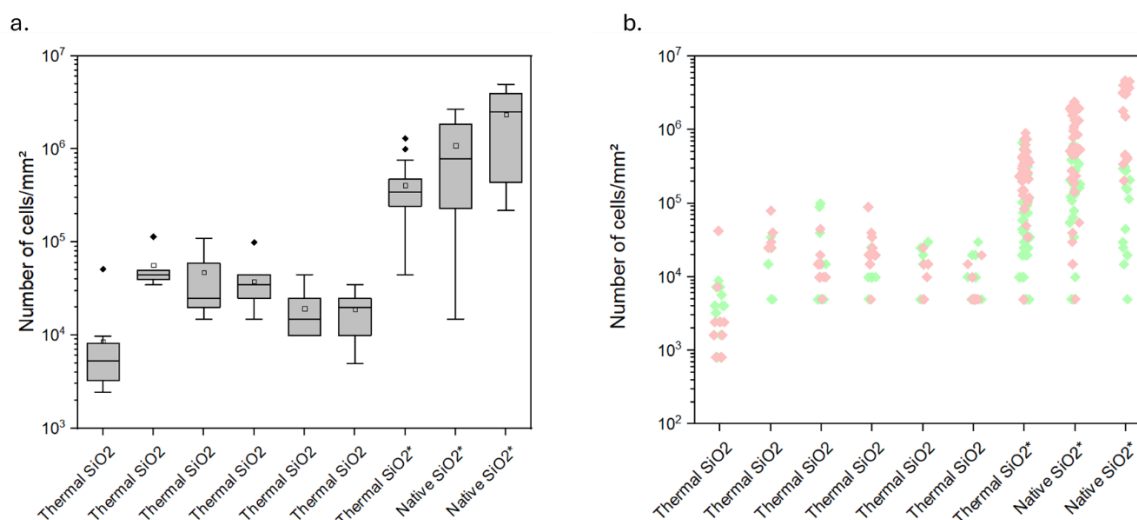 a.
Number of cells/mm²
10⁷
10⁶
10⁵
10⁴
10³
Thermal SiO2
Thermal SiO2
Thermal SiO2
Thermal SiO2
Thermal SiO2
Thermal SiO2
Thermal SiO2*
Native SiO2*
Native SiO2*
b.
Number of cells/mm²
10⁷
10⁶
10⁵
10⁴
10³
10²
Thermal SiO2
Thermal SiO2
Thermal SiO2
Thermal SiO2
Thermal SiO2
Thermal SiO2
Thermal SiO2*
Native SiO2*
Native SiO2*